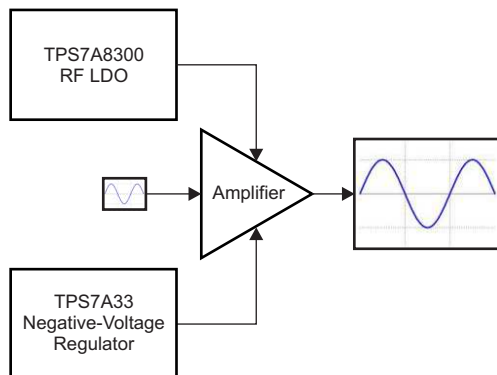 TPS7A8300
RF LDO
Amplifier
TPS7A33
Negative-Voltage
Regulator